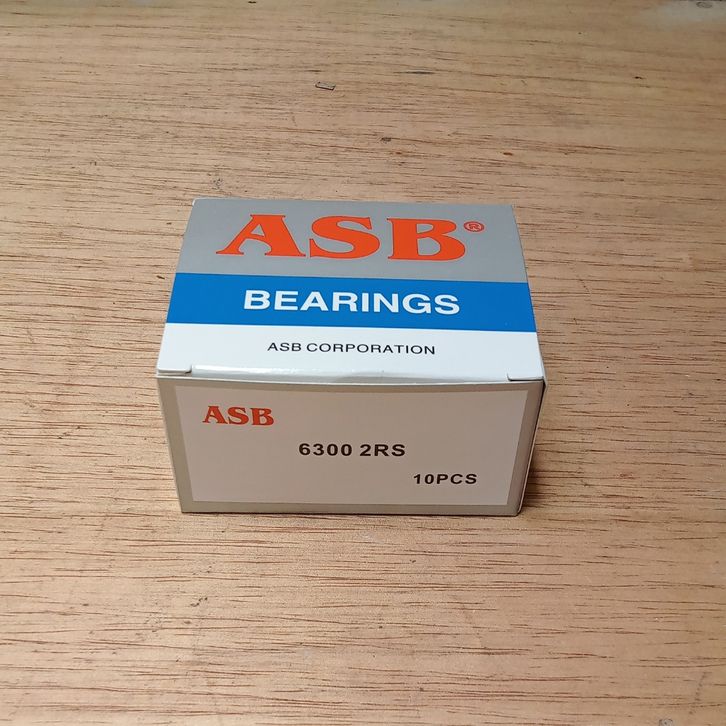 ASB®
BEARINGS
ASB CORPORATION
ASB
6300 2RS
10PCS